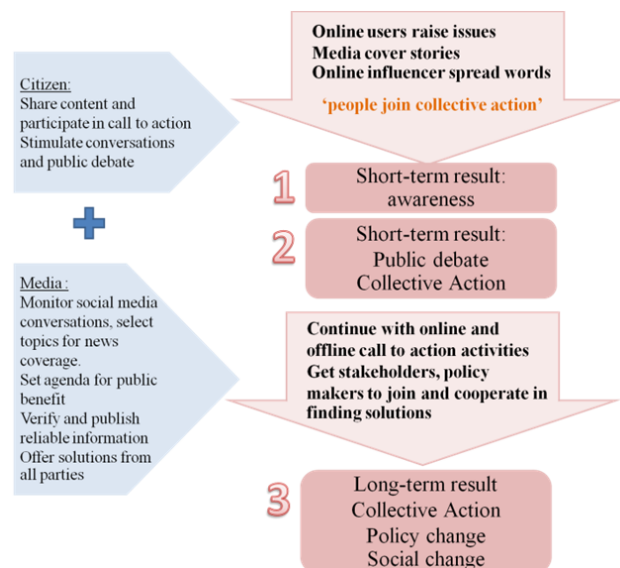 Online users raise issues
Media cover stories
Online influencer spread words
‘people join collective action’
Citizen:
Share content and
participate in call to action
Stimulate conversations
and public debate
1
Short-term result:
awareness
2
Short-term result:
Public debate
Collective Action
Media :
Monitor social media
conversations, select
topics for news
coverage.
Set agenda for public
benefit
Verify and publish
reliable information
Offer solutions from
all parties
Continue with online and
offline call to action activities
Get stakeholders, policy
makers to join and cooperate in
finding solutions
3
Long-term result
Collective Action
Policy change
Social change